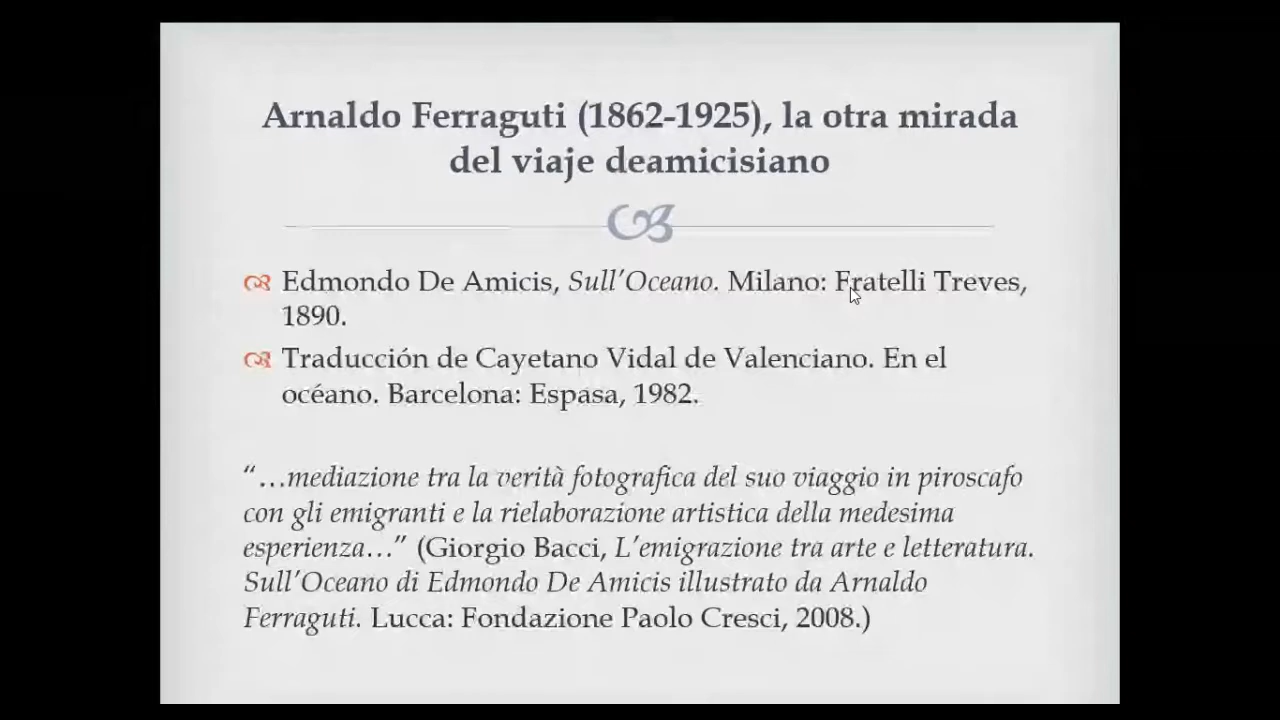 Arnaldo Ferraguti (1862-1925), la otra mirada
del viaje deamicisiano
Edmondo De Amicis, Sull’Oceano. Milano: Fratelli Treves,
1890.
Traducción de Cayetano Vidal de Valenciano. En el
océano. Barcelona: Espasa, 1982.
“…mediazione tra la verità fotografica del suo viaggio in piroscafo
con gli emigranti e la rielaborazione artistica della medesima
esperienza…” (Giorgio Bacci, L’emigrazione tra arte e letteratura.
Sull’Oceano di Edmondo De Amicis illustrato da Arnaldo
Ferraguti. Lucca: Fondazione Paolo Cresci, 2008.)